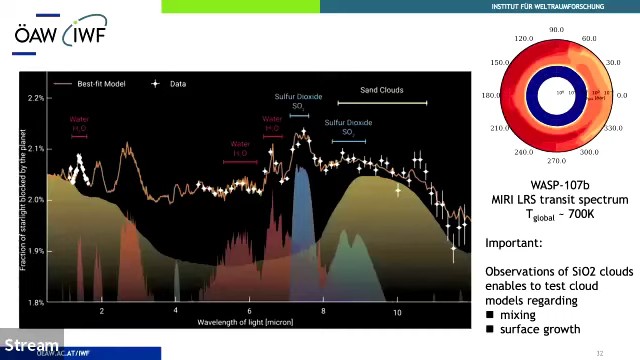 INSTITUT FÜR WELTRAUMFORSCHUNG
ÖAW IWF
Best-fit Model
Data
Sand Clouds
Sulfur Dioxide
SO2
Water
H2O
Water
H2O
Water
H2O
Sulfur Dioxide
SO2
2.2%
2.1%
2.0%
1.9%
1.8%
Fraction of starlight blocked by the planet
2
4
6
8
10
Wavelength of light [micron]
90.0
120.0
60.0
150.0
30.0
180.0
0.0
210.0
330.0
240.0
300.0
270.0
WASP-107b
MIRI LRS transit spectrum
Tglobal ~ 700K
Important:
Observations of SiO2 clouds
enables to test cloud
models regarding
mixing
surface growth
Stream
OEAW.AC.AT/IWF
32